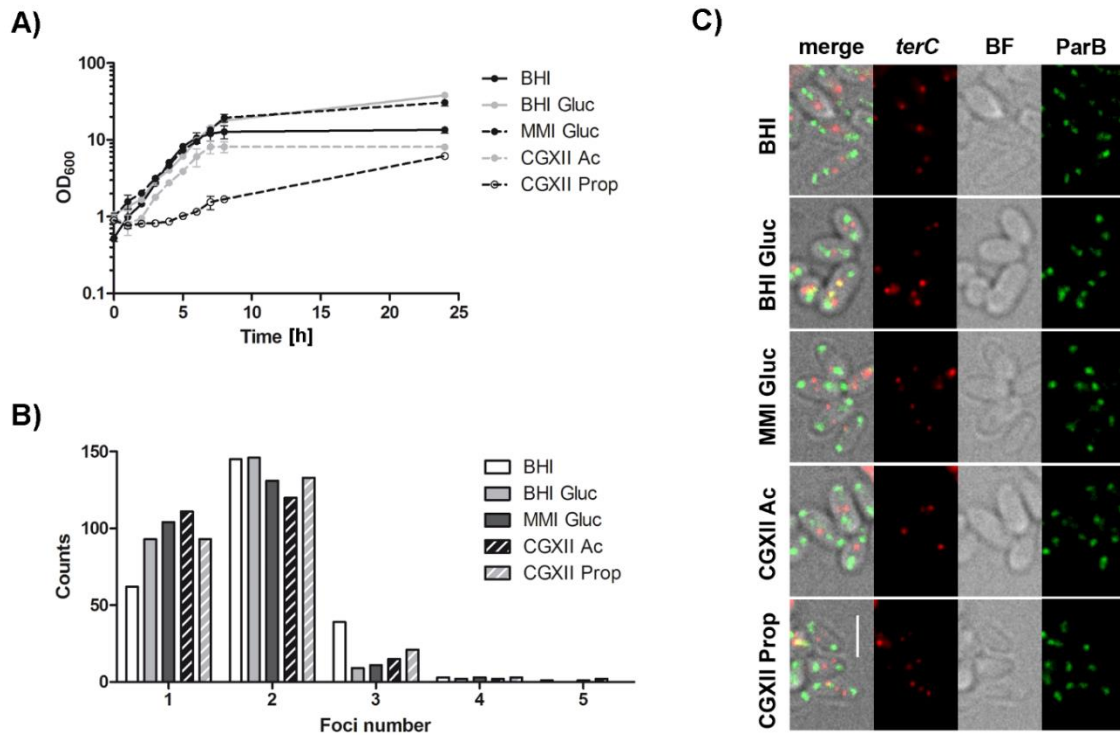 A)
OD600
100
10
1
0.1
0 5 10 15 20 25
Time [h]
BHI
BHI Gluc
MMI Gluc
CGXII Ac
CGXII Prop
B)
Counts
150
100
50
0
1 2 3 4 5
Foci number
BHI
BHI Gluc
MMI Gluc
CGXII Ac
CGXII Prop
C)
merge terC BF ParB
BHI
BHI Gluc
MMI Gluc
CGXII Ac
CGXII Prop